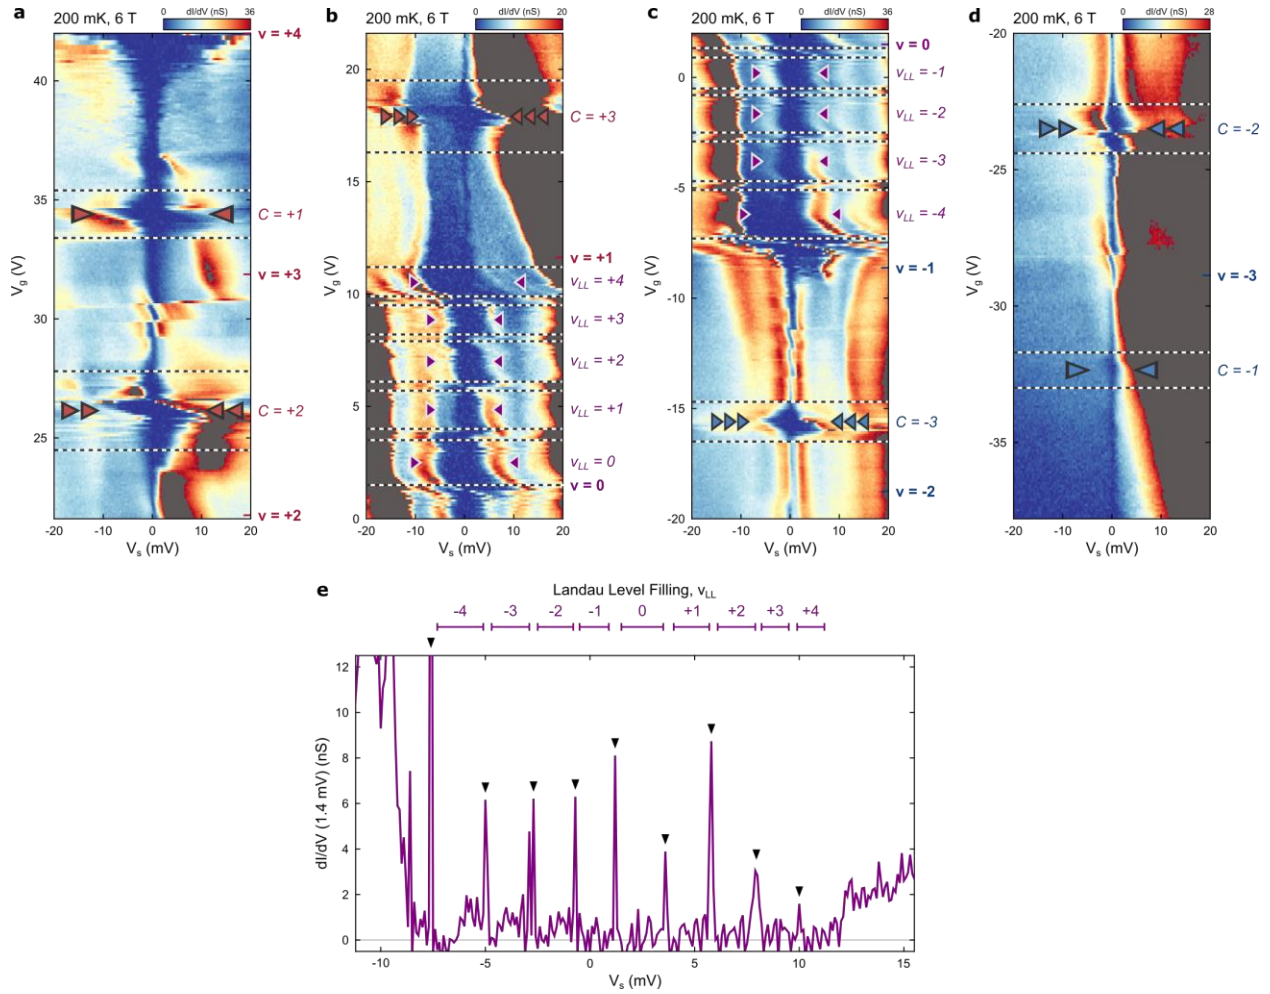 a
200 mK, 6 T
dI/dV (nS)
0 36
40
35
30
25
V_g (V)
-20 -10 0 10 20
V_s (mV)
ν = +4
C = +1
ν = +3
C = +2
ν = +2
b
200 mK, 6 T
dI/dV (nS)
0 20
20
15
10
5
0
V_g (V)
-20 -10 0 10 20
V_s (mV)
C = +3
ν = +1
ν_LL = +4
ν_LL = +3
ν_LL = +2
ν_LL = +1
ν_LL = 0
ν = 0
c
200 mK, 6 T
dI/dV (nS)
0 36
0
-5
-10
-15
-20
V_g (V)
-20 -10 0 10 20
V_s (mV)
ν = 0
ν_LL = -1
ν_LL = -2
ν_LL = -3
ν_LL = -4
ν = -1
C = -3
ν = -2
d
200 mK, 6 T
dI/dV (nS)
0 28
-20
-25
-30
-35
V_g (V)
-20 -10 0 10 20
V_s (mV)
C = -2
ν = -3
C = -1
e
Landau Level Filling, ν_LL
-4 -3 -2 -1 0 +1 +2 +3 +4
12
10
8
6
4
2
0
dI/dV (1.4 mV) (nS)
-10 -5 0 5 10 15
V_s (mV)